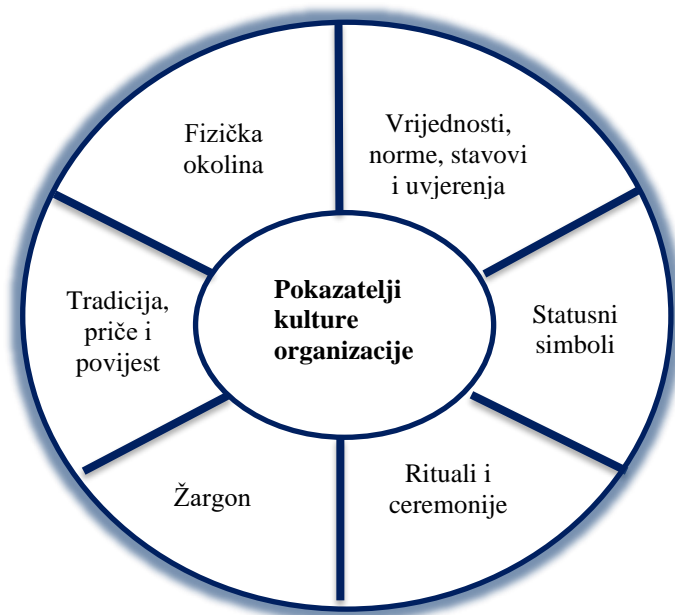 Fizička
okolina
Vrijednosti,
norme, stavovi
i uvjerenja
Tradicija,
priče i
povijest
Pokazatelji
kulture
organizacije
Statusni
simboli
Žargon
Rituali i
ceremonije